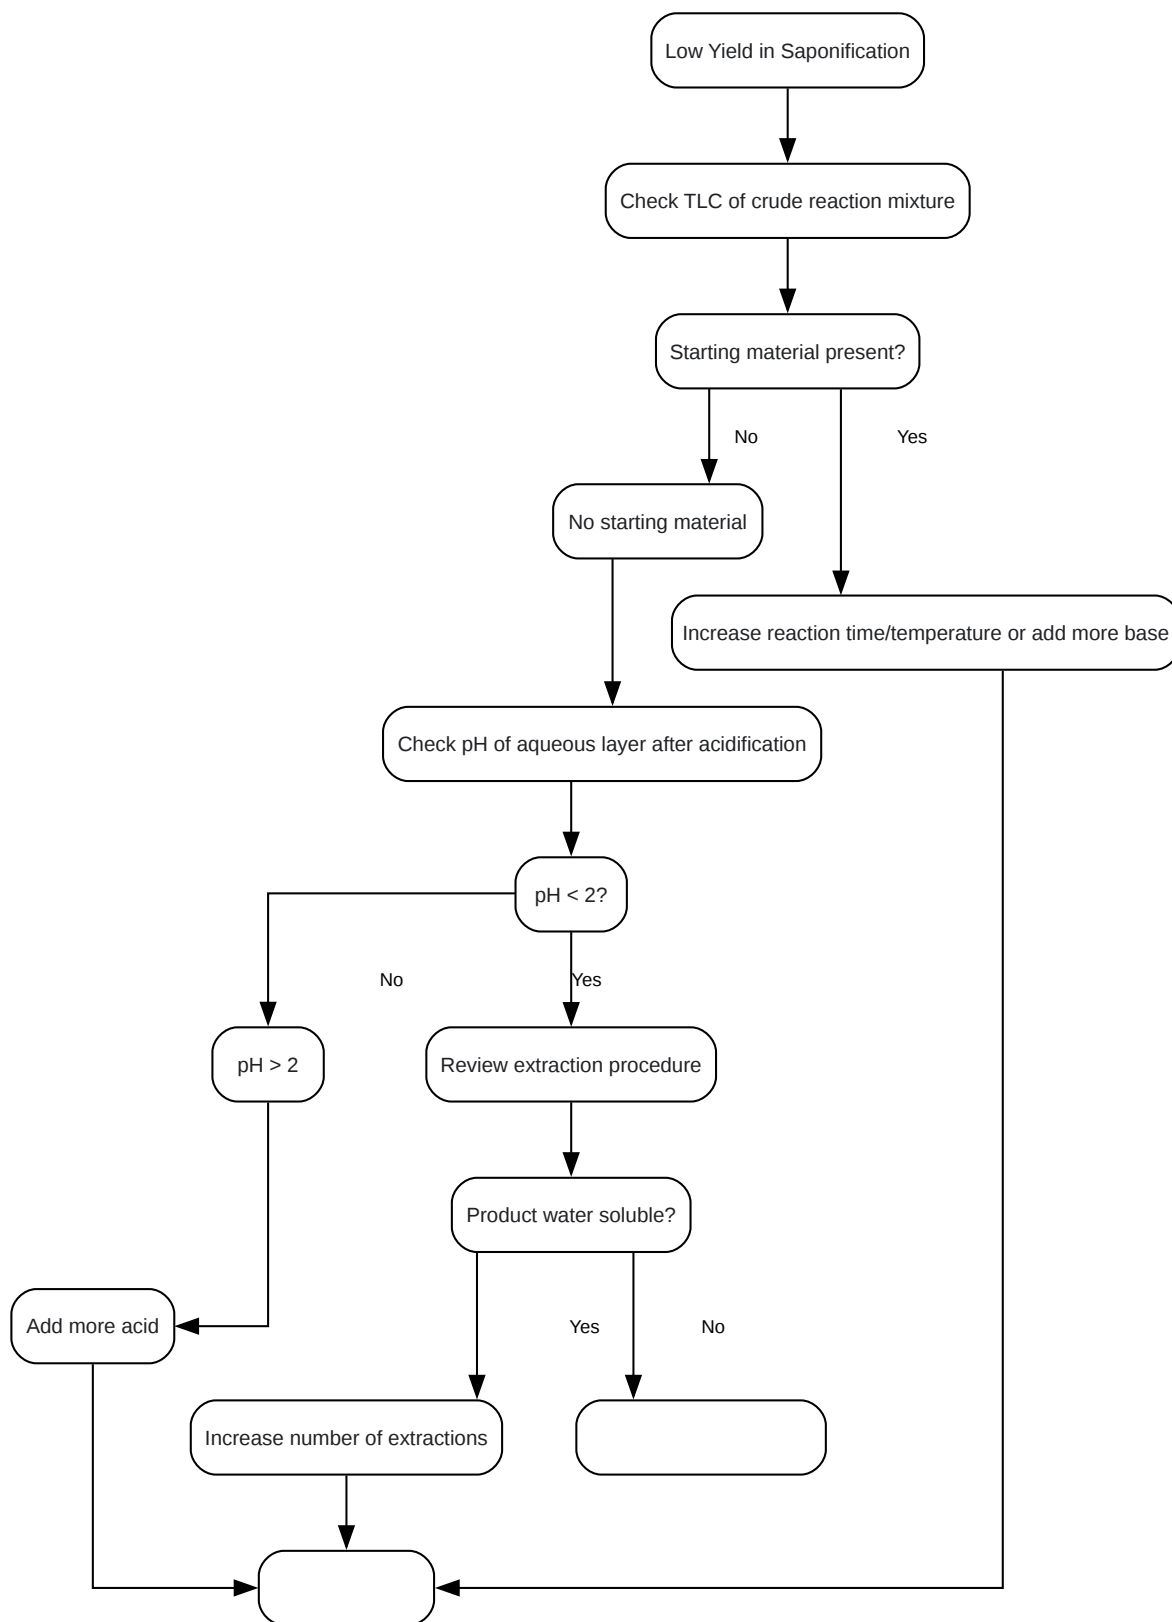 Low Yield in Saponification
Check TLC of crude reaction mixture
Starting material present?
No
Yes
No starting material
Increase reaction time/temperature or add more base
Check pH of aqueous layer after acidification
pH < 2?
No
Yes
pH > 2
Review extraction procedure
Product water soluble?
Add more acid
Yes
No
Increase number of extractions